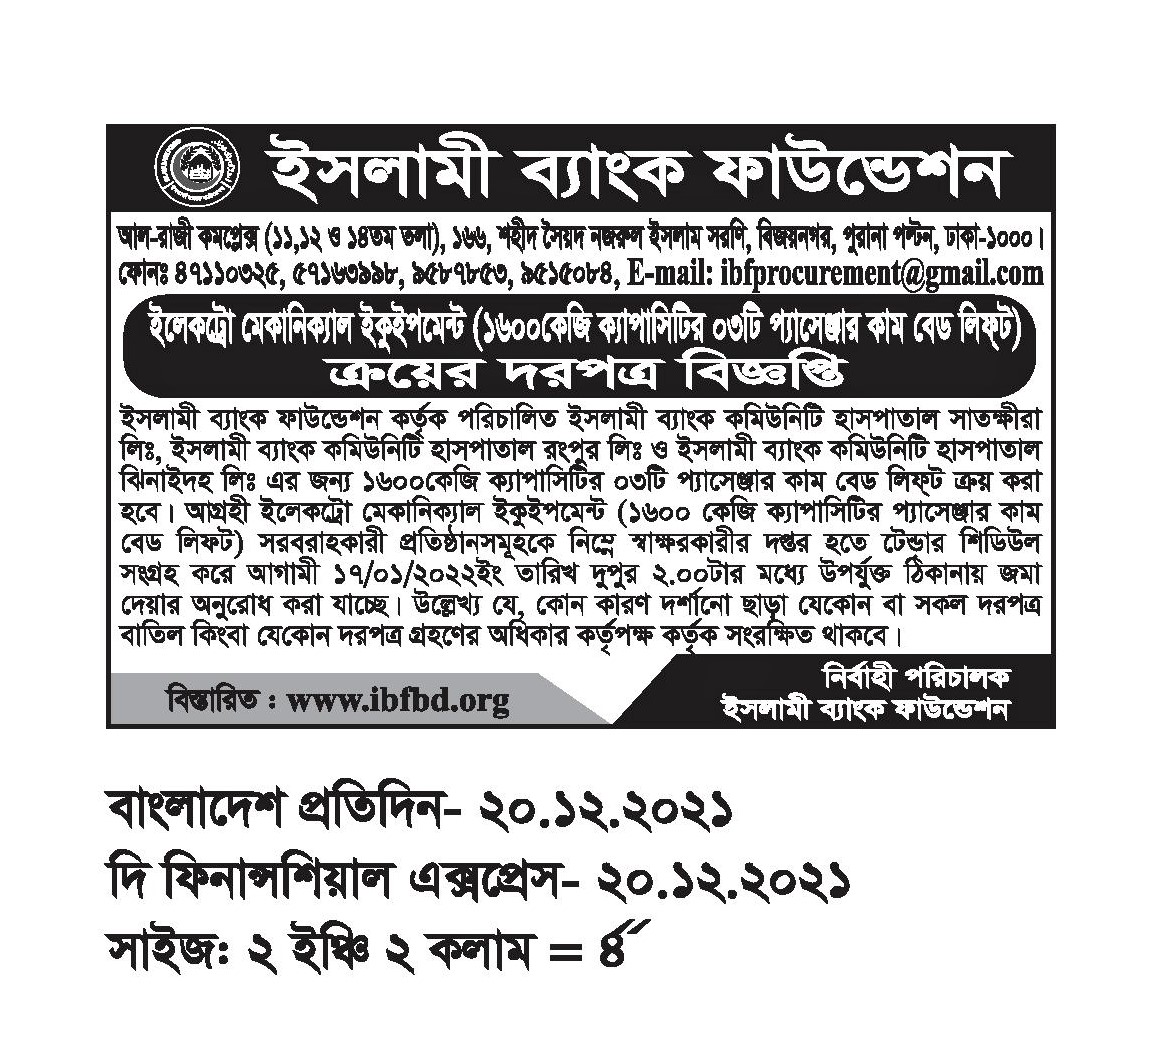 ইসলামী ব্যাংক ফাউন্ডেশন
আল-রাজী কমপ্লেক্স (১১,১২ ও ১৪তম তলা), ১৬৬, শহীদ সৈয়দ নজরুল ইসলাম সরণি, বিজয়নগর, পুরানা পল্টন, ঢাকা-১০০০।
ফোনঃ ৪৭১১০৩২৫, ৫৭১৬৩৯৯৮, ৯৫৮৭৮৫৩, ৯৫১৫০৮৪, E-mail: ibfprocurement@gmail.com
ইলেকট্রো মেকানিক্যাল ইকুইপমেন্ট (১৬০০কেজি ক্যাপাসিটির ০৩টি প্যাসেঞ্জার কাম বেড লিফ্‌ট)
ক্রয়ের দরপত্র বিজ্ঞপ্তি
ইসলামী ব্যাংক ফাউন্ডেশন কর্তৃক পরিচালিত ইসলামী ব্যাংক কমিউনিটি হাসপাতাল সাতক্ষীরা
লিঃ, ইসলামী ব্যাংক কমিউনিটি হাসপাতাল রংপুর লিঃ ও ইসলামী ব্যাংক কমিউনিটি হাসপাতাল
ঝিনাইদহ লিঃ এর জন্য ১৬০০কেজি ক্যাপাসিটির ০৩টি প্যাসেঞ্জার কাম বেড লিফ্‌ট ক্রয় করা
হবে। আগ্রহী ইলেকট্রো মেকানিক্যাল ইকুইপমেন্ট (১৬০০ কেজি ক্যাপাসিটির প্যাসেঞ্জার কাম
বেড লিফট) সরবরাহকারী প্রতিষ্ঠানসমূহকে নিম্নে স্বাক্ষরকারীর দপ্তর হতে টেন্ডার শিডিউল
সংগ্রহ করে আগামী ১৭/০১/২০২২ইং তারিখ দুপুর ২.০০টার মধ্যে উপর্যুক্ত ঠিকানায় জমা
দেয়ার অনুরোধ করা যাচ্ছে। উল্লেখ্য যে, কোন কারণ দর্শানো ছাড়া যেকোন বা সকল দরপত্র
বাতিল কিংবা যেকোন দরপত্র গ্রহণের অধিকার কর্তৃপক্ষ কর্তৃক সংরক্ষিত থাকবে।
নির্বাহী পরিচালক
ইসলামী ব্যাংক ফাউন্ডেশন
বিস্তারিত : www.ibfbd.org
বাংলাদেশ প্রতিদিন- ২০.১২.২০২১
দি ফিনান্সশিয়াল এক্সপ্রেস- ২০.১২.২০২১
সাইজ: ২ ইঞ্চি ২ কলাম = ৪˝